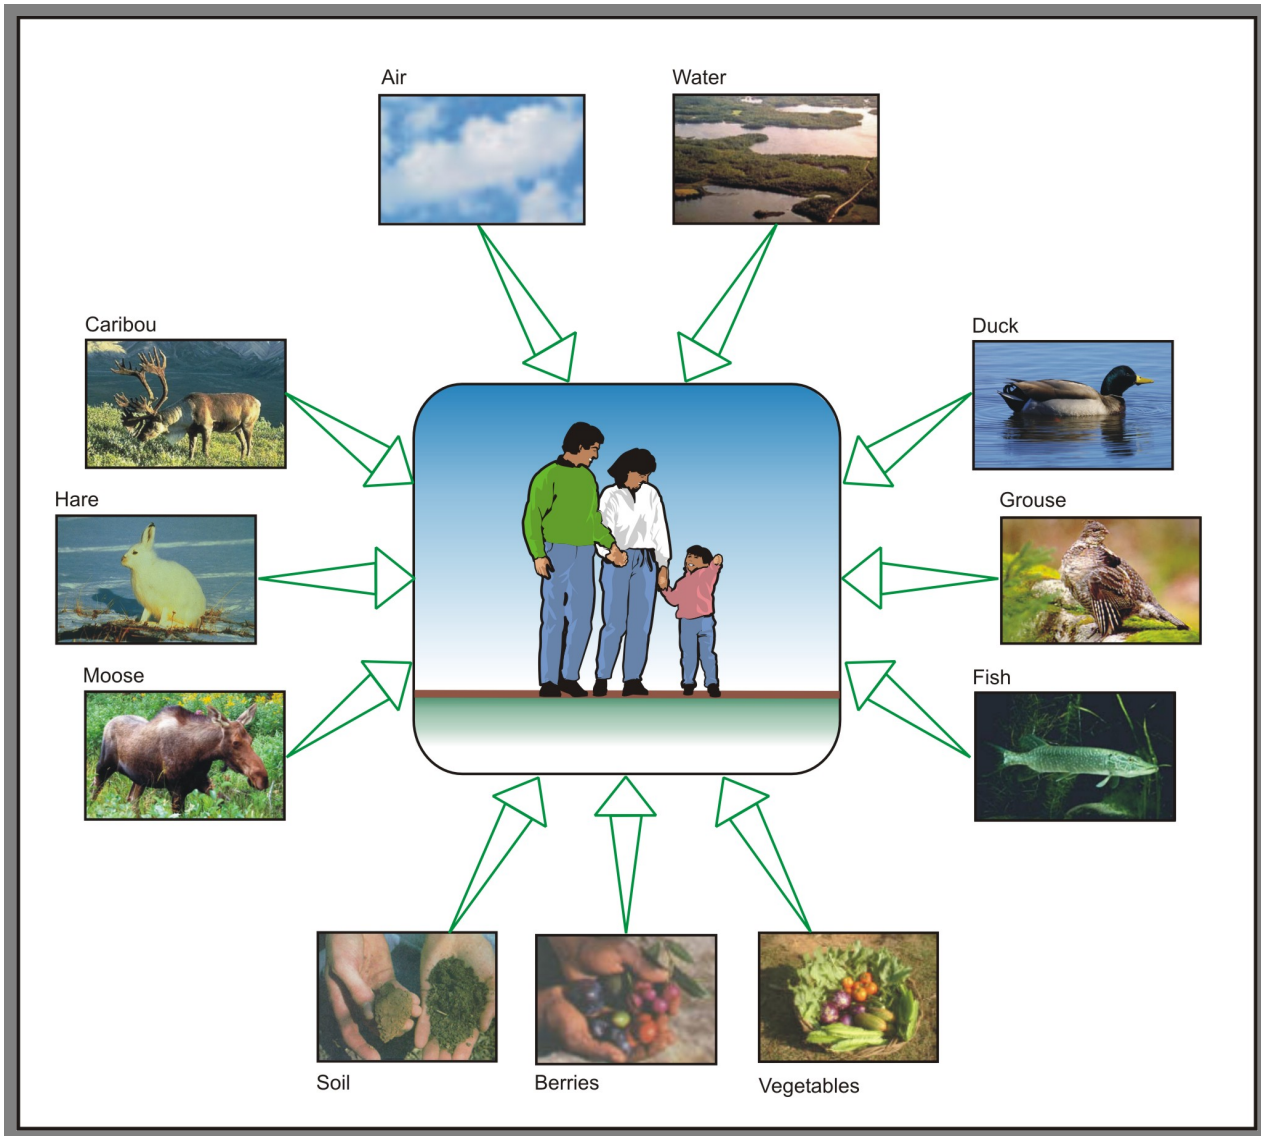 Air
Water
Caribou
Duck
Hare
Grouse
Moose
Fish
Soil
Berries
Vegetables